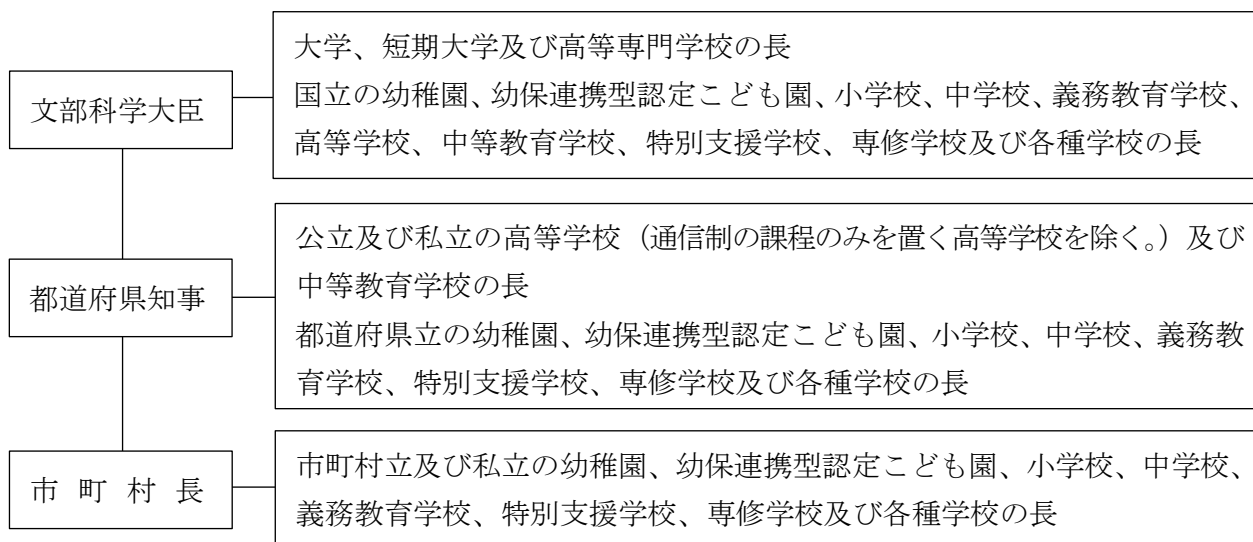 文部科学大臣
大学、短期大学及び高等専門学校の長
国立の幼稚園、幼保連携型認定こども園、小学校、中学校、義務教育学校、
高等学校、中等教育学校、特別支援学校、専修学校及び各種学校の長
都道府県知事
公立及び私立の高等学校（通信制の課程のみを置く高等学校を除く。）及び
中等教育学校の長
都道府県立の幼稚園、幼保連携型認定こども園、小学校、中学校、義務教
育学校、特別支援学校、専修学校及び各種学校の長
市町村長
市町村立及び私立の幼稚園、幼保連携型認定こども園、小学校、中学校、
義務教育学校、特別支援学校、専修学校及び各種学校の長